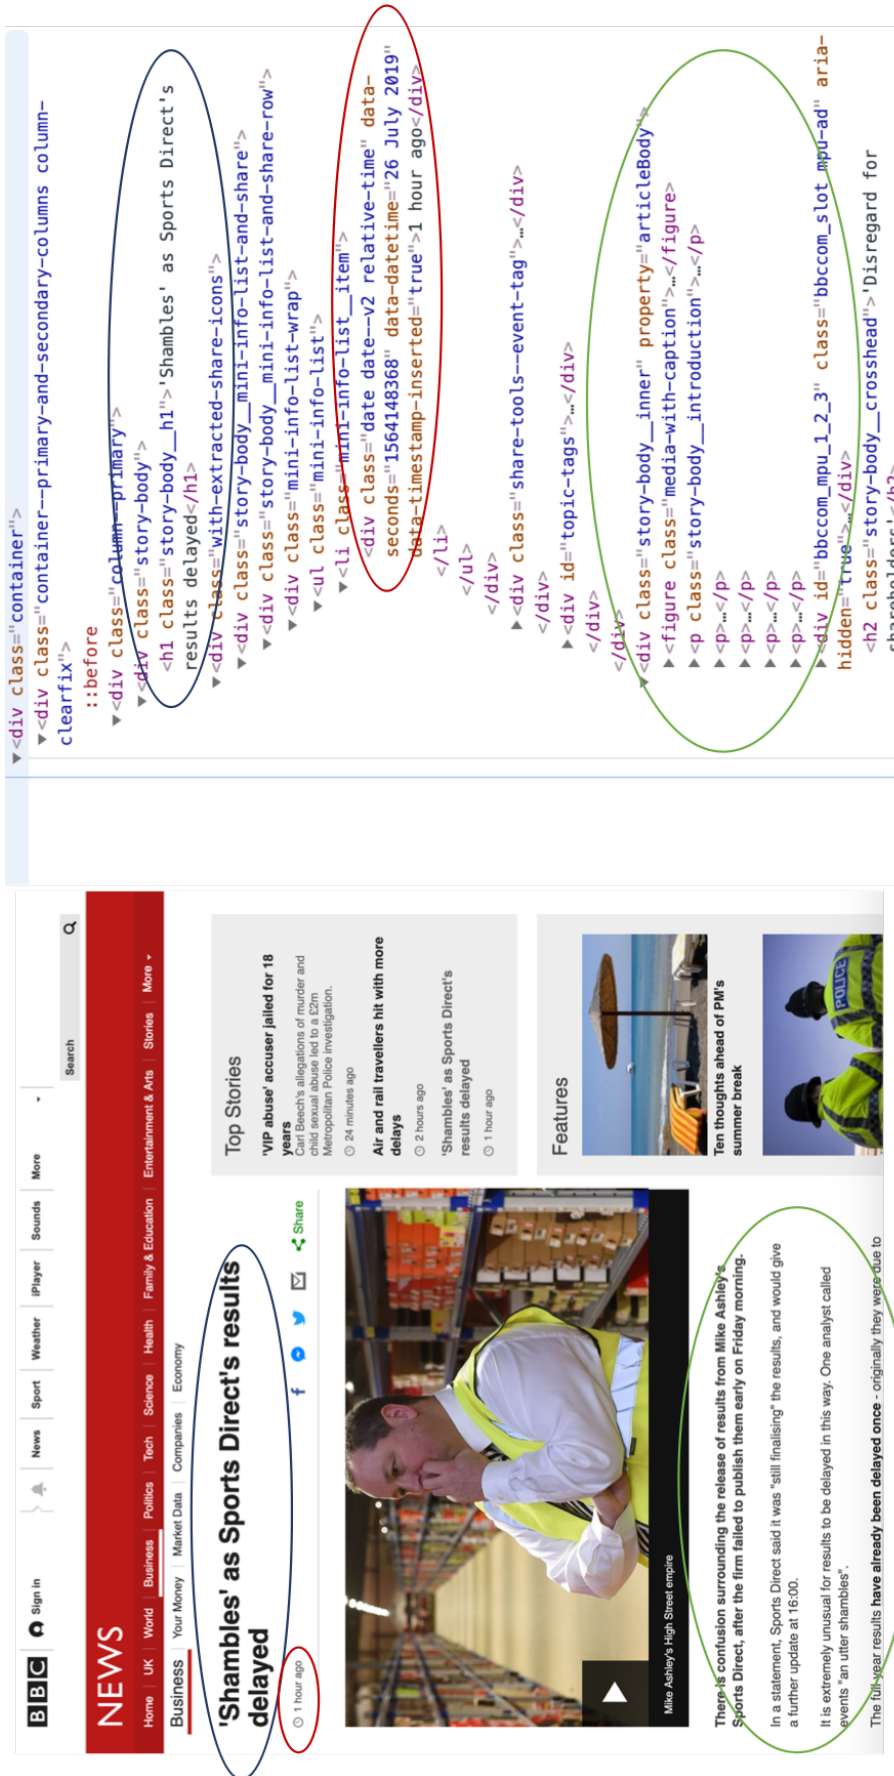 BBC
Sign in
News
Sport
Weather
iPlayer
Sounds
More
Search
NEWS
Home | UK | World | Business | Politics | Tech | Science | Health | Family & Education | Entertainment & Arts | Stories | More
Business | Your Money | Market Data | Companies | Economy
'Shambles' as Sports Direct's results
delayed
1 hour ago
Share
Mike Ashley's High Street empire
There is confusion surrounding the release of results from Mike Ashley's
Sports Direct, after the firm failed to publish them early on Friday morning.
In a statement, Sports Direct said it was "still finalising" the results, and would give
a further update at 16:00.
It is extremely unusual for results to be delayed in this way. One analyst called
events "an utter shambles".
The full-year results have already been delayed once - originally they were due to
Top Stories
'VIP abuse' accuser jailed for 18
years
Carl Beech's allegations of murder and
child sexual abuse led to a £2m
Metropolitan Police investigation.
24 minutes ago
Air and rail travellers hit with more
delays
2 hours ago
'Shambles' as Sports Direct's
results delayed
1 hour ago
Features
Ten thoughts ahead of PM's
summer break
POLICE
▼<div class="container">
▼<div class="container--primary-and-secondary-columns column-
clearfix">
::before
▼<div class="column--primary">
▼<div class="story-body">
<h1 class="story-body__h1">'Shambles' as Sports Direct's
results delayed</h1>
▼<div class="with-extracted-share-icons">
▼<div class="story-body__mini-info-list-and-share">
▼<div class="story-body__mini-info-list-and-share-row">
▼<div class="mini-info-list-wrap">
▼<ul class="mini-info-list">
▼<li class="mini-info-list__item">
<div class="date date--v2 relative-time" data-
seconds="1564148368" data-datetime="26 July 2019"
data-timestamp-inserted="true">1 hour ago</div>
</li>
</ul>
</div>
▶<div class="share-tools--event-tag">…</div>
</div>
▶<div id="topic-tags">…</div>
</div>
</div>
▼<div class="story-body__inner" property="articleBody">
▶<figure class="media-with-caption">…</figure>
▶<p class="story-body__introduction">…</p>
▶<p>…</p>
▶<p>…</p>
▶<p>…</p>
▶<p>…</p>
▶<div id="bbccom_mpu_1_2_3" class="bbccom_slot mpu-ad" aria-
hidden="true">…</div>
<h2 class="story-body__crosshead">'Disregard for
shareholders'</h2>